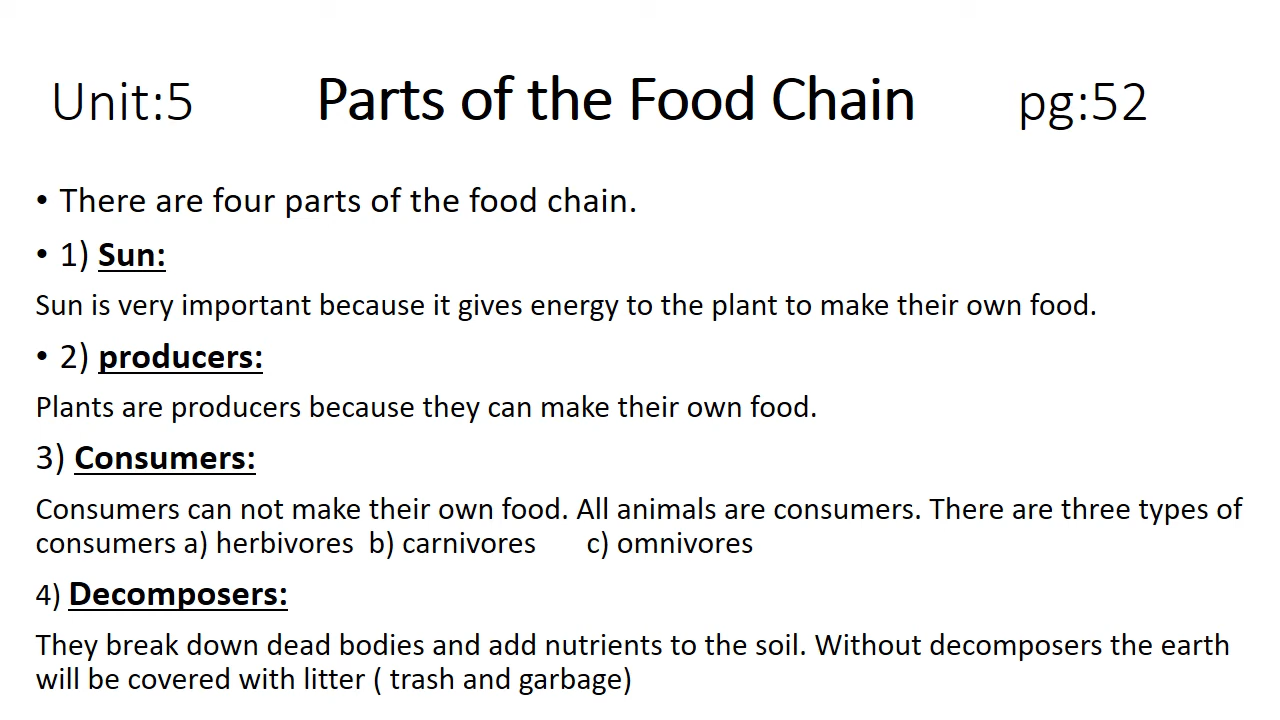 Unit:5 Parts of the Food Chain pg:52
• There are four parts of the food chain.
• 1) Sun:
Sun is very important because it gives energy to the plant to make their own food.
• 2) producers:
Plants are producers because they can make their own food.
3) Consumers:
Consumers can not make their own food. All animals are consumers. There are three types of
consumers a) herbivores b) carnivores c) omnivores
4) Decomposers:
They break down dead bodies and add nutrients to the soil. Without decomposers the earth
will be covered with litter ( trash and garbage)